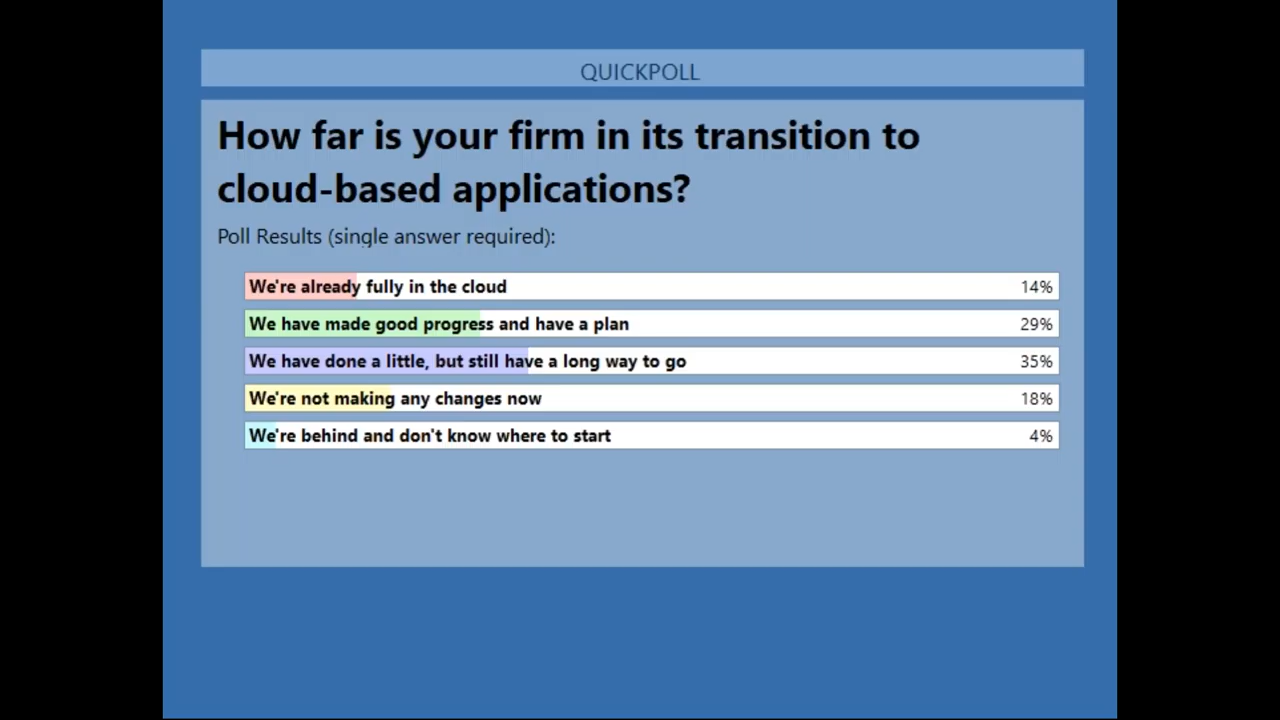 QUICKPOLL
How far is your firm in its transition to
cloud-based applications?
Poll Results (single answer required):
We're already fully in the cloud 14%
We have made good progress and have a plan 29%
We have done a little, but still have a long way to go 35%
We're not making any changes now 18%
We're behind and don't know where to start 4%